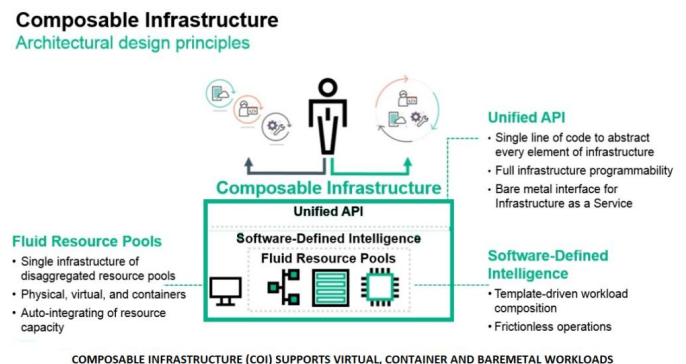 Composable Infrastructure
Architectural design principles
Composable Infrastructure
Unified API
Software-Defined Intelligence
Fluid Resource Pools
Fluid Resource Pools
• Single infrastructure of
disaggregated resource pools
• Physical, virtual, and containers
• Auto-integrating of resource
capacity
Unified API
• Single line of code to abstract
every element of infrastructure
• Full infrastructure programmability
• Bare metal interface for
Infrastructure as a Service
Software-Defined
Intelligence
• Template-driven workload
composition
• Frictionless operations
COMPOSABLE INFRASTRUCTURE (COI) SUPPORTS VIRTUAL, CONTAINER AND BAREMETAL WORKLOADS